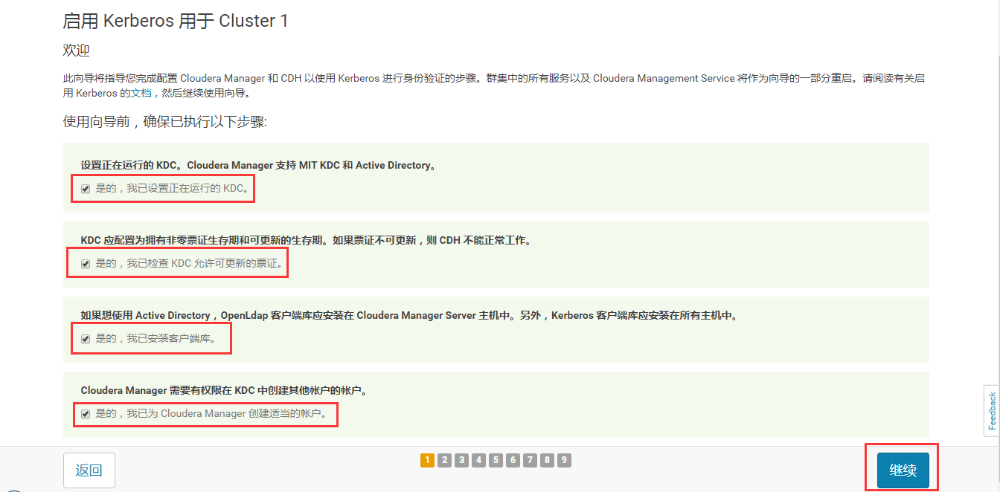 启用 Kerberos 用于 Cluster 1
欢迎
此向导将指导您完成配置 Cloudera Manager 和 CDH 以使用 Kerberos 进行身份验证的步骤。群集中的所有服务以及 Cloudera Management Service 将作为向导的一部分重启。请阅读有关启
用 Kerberos 的文档，然后继续使用向导。
使用向导前，确保已执行以下步骤:
设置正在运行的 KDC。Cloudera Manager 支持 MIT KDC 和 Active Directory。
是的，我已设置正在运行的 KDC。
KDC 应配置为拥有非零票证生存期和可更新的生存期。如果票证不可更新，则 CDH 不能正常工作。
是的，我已检查 KDC 允许可更新的票证。
如果想使用 Active Directory，OpenLdap 客户端库应安装在 Cloudera Manager Server 主机中。另外，Kerberos 客户端库应安装在所有主机中。
是的，我已安装客户端库。
Cloudera Manager 需要有权限在 KDC 中创建其他帐户的帐户。
是的，我已为 Cloudera Manager 创建适当的帐户。
Feedback
返回
1 2 3 4 5 6 7 8 9
继续